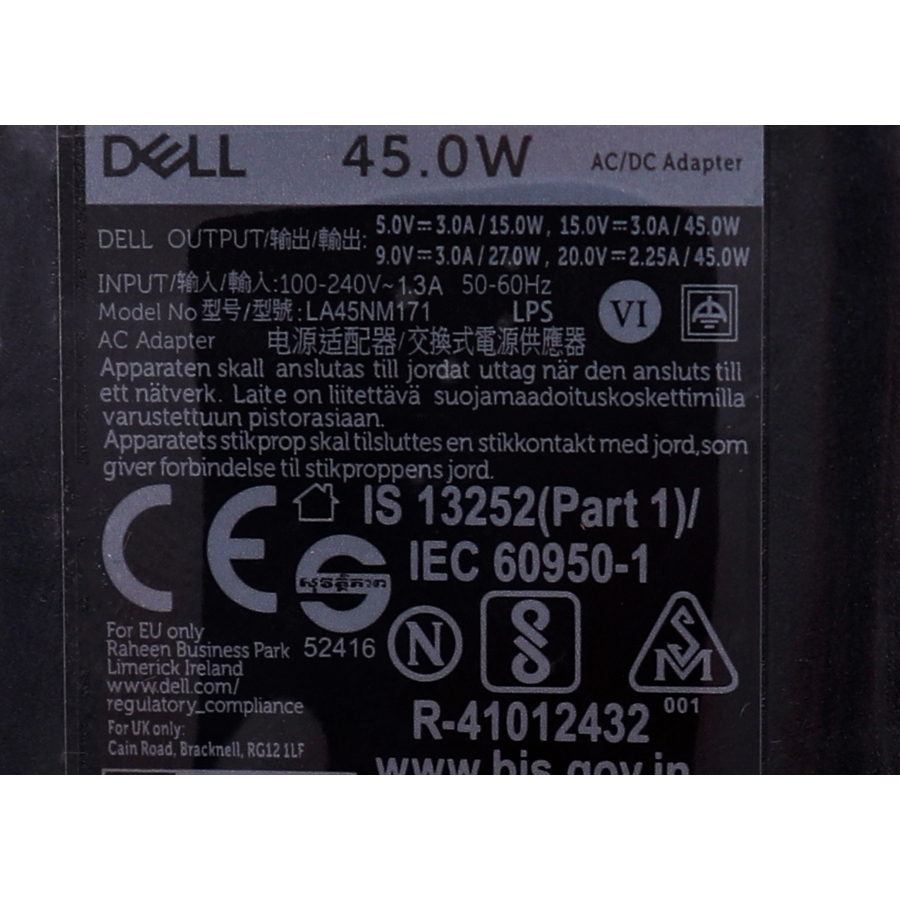 DELL 45.0W AC/DC Adapter
DELL OUTPUT/输出/輸出: 5.0V⎓3.0A/15.0W, 15.0V⎓3.0A/45.0W
9.0V⎓3.0A/27.0W, 20.0V⎓2.25A/45.0W
INPUT/输入/輸入:100-240V~1.3A 50-60Hz
Model No 型号/型號:LA45NM171 LPS VI
AC Adapter 电源适配器/交換式電源供應器
Apparaten skall anslutas till jordat uttag när den ansluts till
ett nätverk. Laite on liitettävä suojamaadoituskoskettimilla
varustettuun pistorasiaan.
Apparatets stikprop skal tilsluttes en stikkontakt med jord,som
giver forbindelse til stikproppens jord.
CE IS 13252(Part 1)/
IEC 60950-1
For EU only
Raheen Business Park 52416 N
Limerick Ireland
www.dell.com/
regulatory_compliance
SM 001
R-41012432
For UK only:
Cain Road, Bracknell, RG12 1LF
www.bis.gov.in